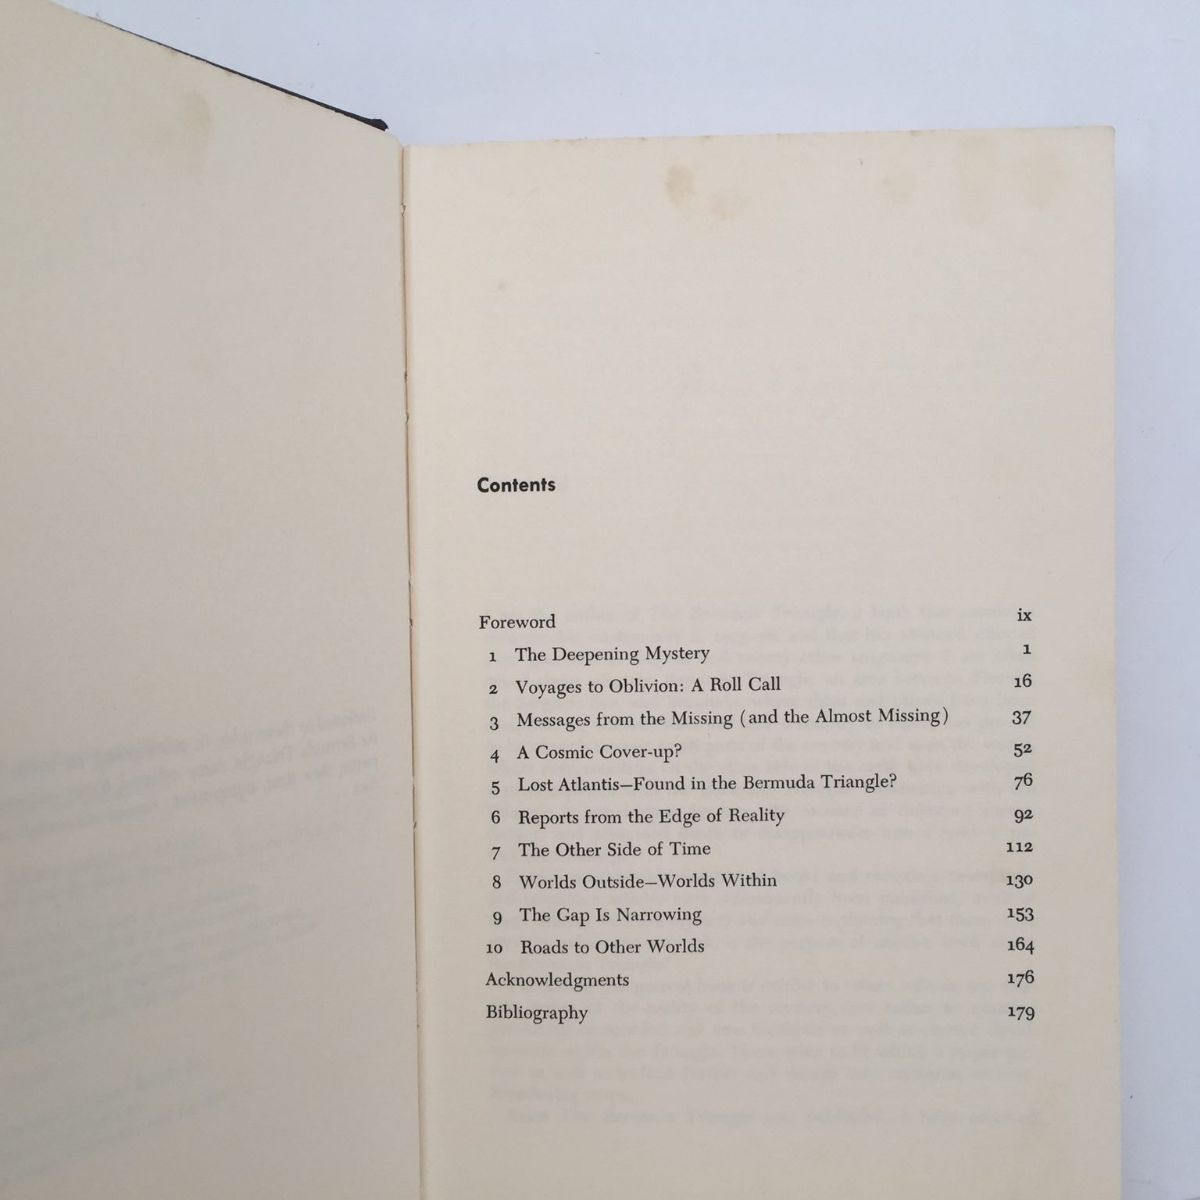 Contents
Foreword ix
1 The Deepening Mystery 1
2 Voyages to Oblivion: A Roll Call 16
3 Messages from the Missing (and the Almost Missing) 37
4 A Cosmic Cover-up? 52
5 Lost Atlantis—Found in the Bermuda Triangle? 76
6 Reports from the Edge of Reality 92
7 The Other Side of Time 112
8 Worlds Outside—Worlds Within 130
9 The Gap Is Narrowing 153
10 Roads to Other Worlds 164
Acknowledgments 176
Bibliography 179